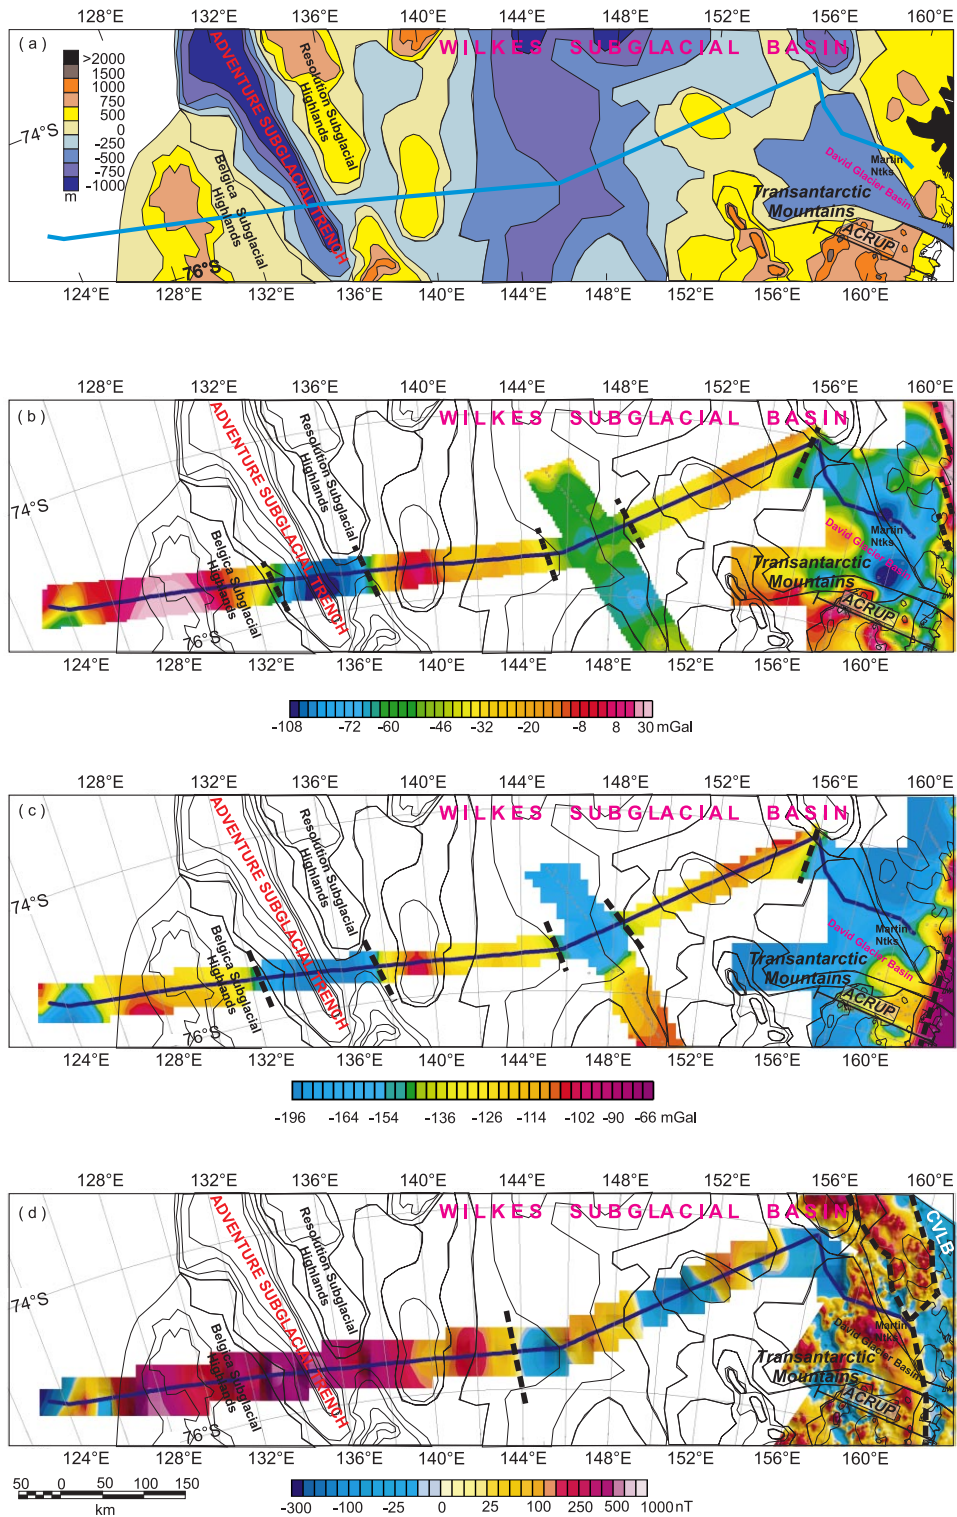 128°E 132°E 136°E 140°E 144°E 148°E 152°E 156°E 160°E
( a )
WILKES SUBGLACIAL BASIN
>2000
1500
1000
750
500
0
-250
-500
-750
-1000
m
ADVENTURE SUBGLACIAL TRENCH
Resolution Subglacial
Highlands
Belgica Subglacial
Highlands
74°S
76°S
Martin
Ntks
David Glacier Basin
Transantarctic
Mountains
ACRUP
124°E 128°E 132°E 136°E 140°E 144°E 148°E 152°E 156°E 160°E
128°E 132°E 136°E 140°E 144°E 148°E 152°E 156°E 160°E
( b )
WILKES SUBGLACIAL BASIN
ADVENTURE SUBGLACIAL TRENCH
Resolution Subglacial
Highlands
Belgica Subglacial
Highlands
74°S
76°S
Martin
Ntks
David Glacier Basin
Transantarctic
Mountains
ACRUP
124°E 128°E 132°E 136°E 140°E 144°E 148°E 152°E 156°E 160°E
-108 -72 -60 -46 -32 -20 -8 8 30 mGal
128°E 132°E 136°E 140°E 144°E 148°E 152°E 156°E 160°E
( c )
WILKES SUBGLACIAL BASIN
ADVENTURE SUBGLACIAL TRENCH
Resolution Subglacial
Highlands
Belgica Subglacial
Highlands
74°S
76°S
Martin
Ntks
David Glacier Basin
Transantarctic
Mountains
ACRUP
124°E 128°E 132°E 136°E 140°E 144°E 148°E 152°E 156°E 160°E
-196 -164 -154 -136 -126 -114 -102 -90 -66 mGal
128°E 132°E 136°E 140°E 144°E 148°E 152°E 156°E 160°E
( d )
WILKES SUBGLACIAL BASIN
CVLB
ADVENTURE SUBGLACIAL TRENCH
Resolution Subglacial
Highlands
Belgica Subglacial
Highlands
74°S
76°S
Martin
Ntks
David Glacier Basin
Transantarctic
Mountains
ACRUP
124°E 128°E 132°E 136°E 140°E 144°E 148°E 152°E 156°E 160°E
50 0 50 100 150
km
-300 -100 -25 0 25 100 250 500 1000 nT